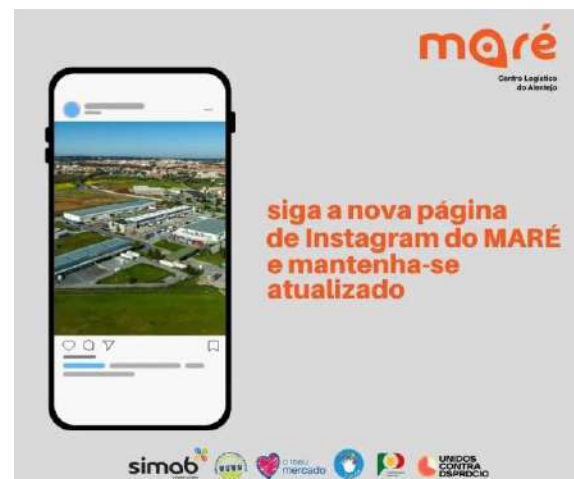 maré
Centro Logístico
do Alentejo
siga a nova página
de Instagram do MARÉ
e mantenha-se
atualizado
simab
o meu
mercado
UNIDOS
CONTRA